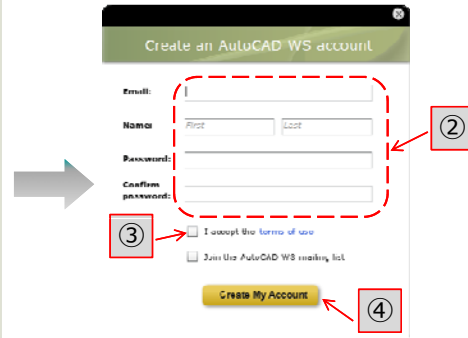 Create an AutoCAD WS account
Email:
Name: First Last
②
Password:
Confirm
password:
③
I accept the terms of use
Join the AutoCAD WS mailing list
Create My Account
④